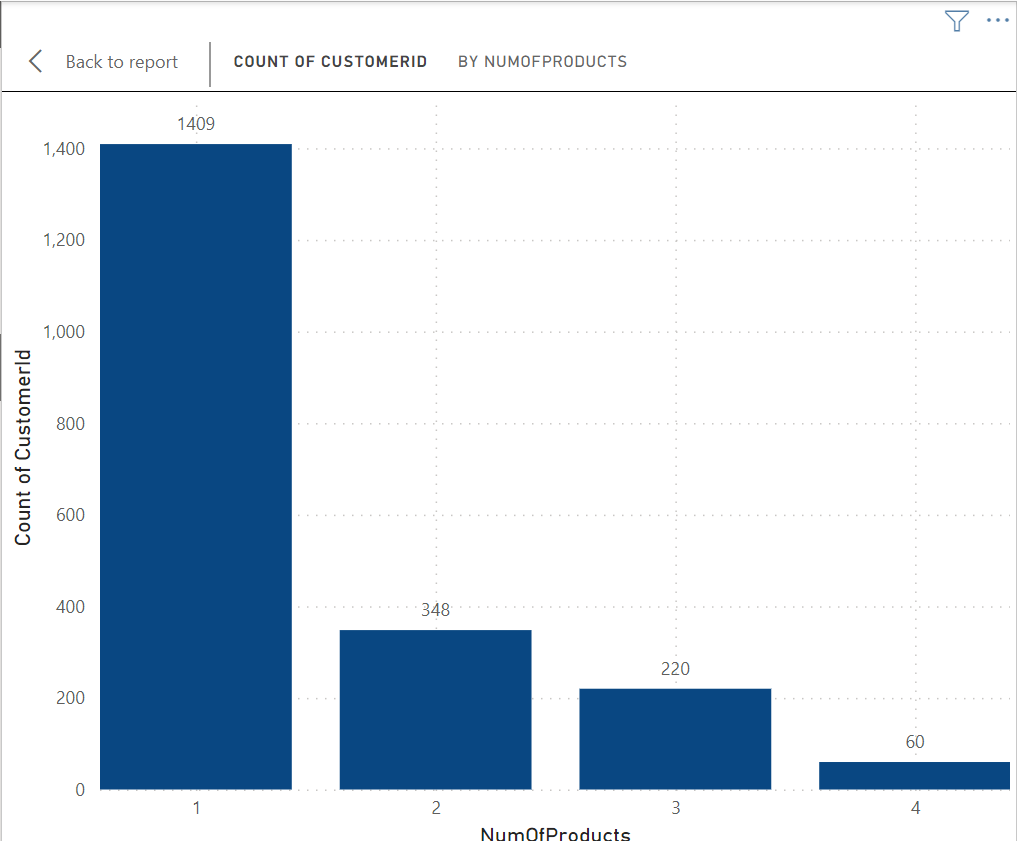 Back to report
COUNT OF CUSTOMERID BY NUMOFPRODUCTS
1409
1,400
1,200
1,000
800
600
400
348
220
200
60
0
Count of CustomerId
1 2 3 4
NumOfProducts